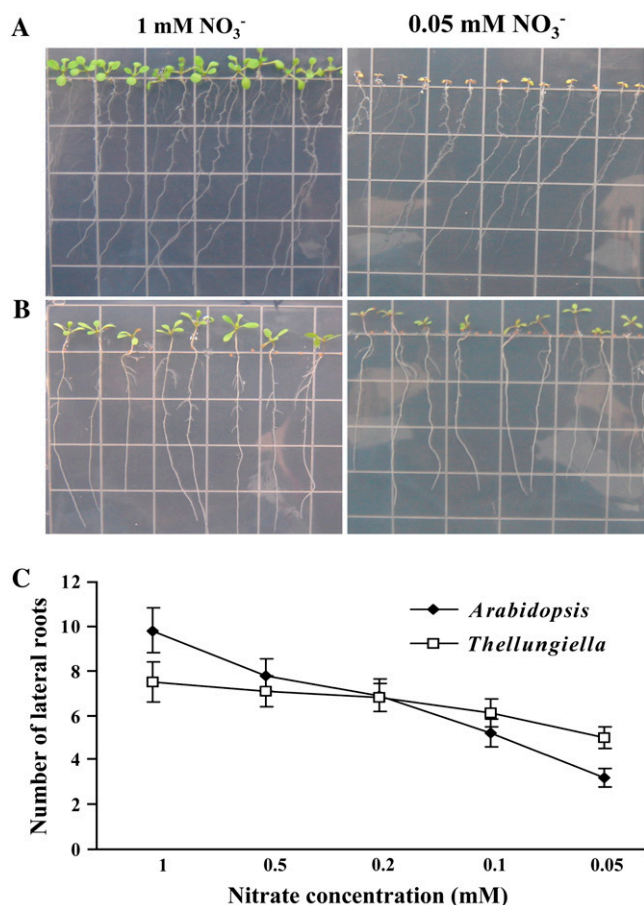 A
1 mM NO₃⁻
0.05 mM NO₃⁻
B
C
12
10
8
6
4
2
0
Number of lateral roots
Arabidopsis
Thellungiella
1
0.5
0.2
0.1
0.05
Nitrate concentration (mM)